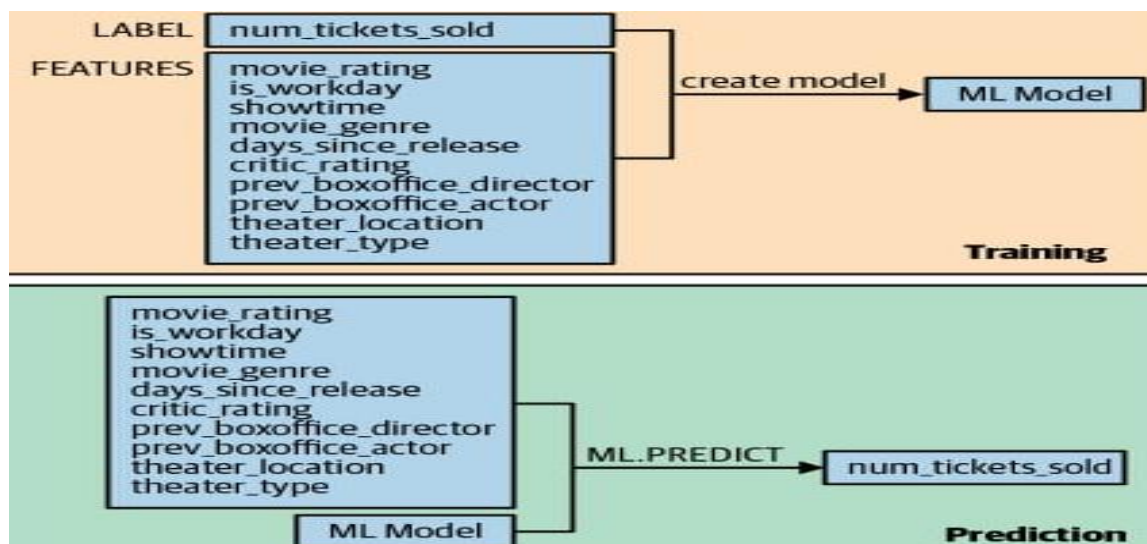 LABEL num_tickets_sold
FEATURES movie_rating
is_workday
showtime
movie_genre
days_since_release
critic_rating
prev_boxoffice_director
prev_boxoffice_actor
theater_location
theater_type
create model
ML Model
Training
movie_rating
is_workday
showtime
movie_genre
days_since_release
critic_rating
prev_boxoffice_director
prev_boxoffice_actor
theater_location
theater_type
ML Model
ML.PREDICT
num_tickets_sold
Prediction